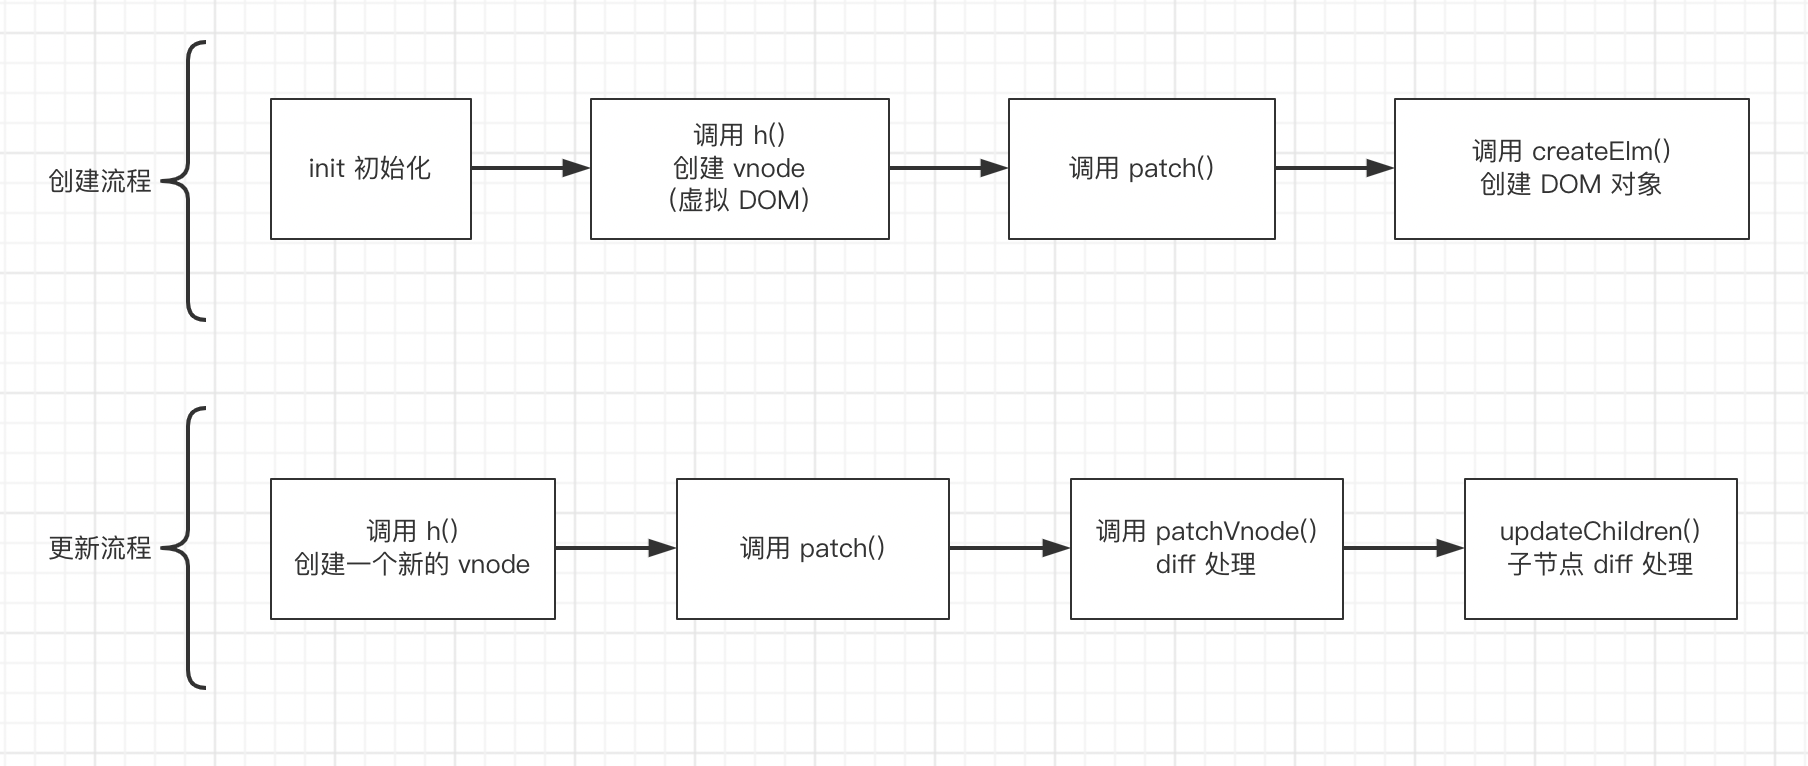 创建流程
init 初始化
调用 h()
创建 vnode
(虚拟 DOM)
调用 patch()
调用 createElm()
创建 DOM 对象
更新流程
调用 h()
创建一个新的 vnode
调用 patch()
调用 patchVnode()
diff 处理
updateChildren()
子节点 diff 处理